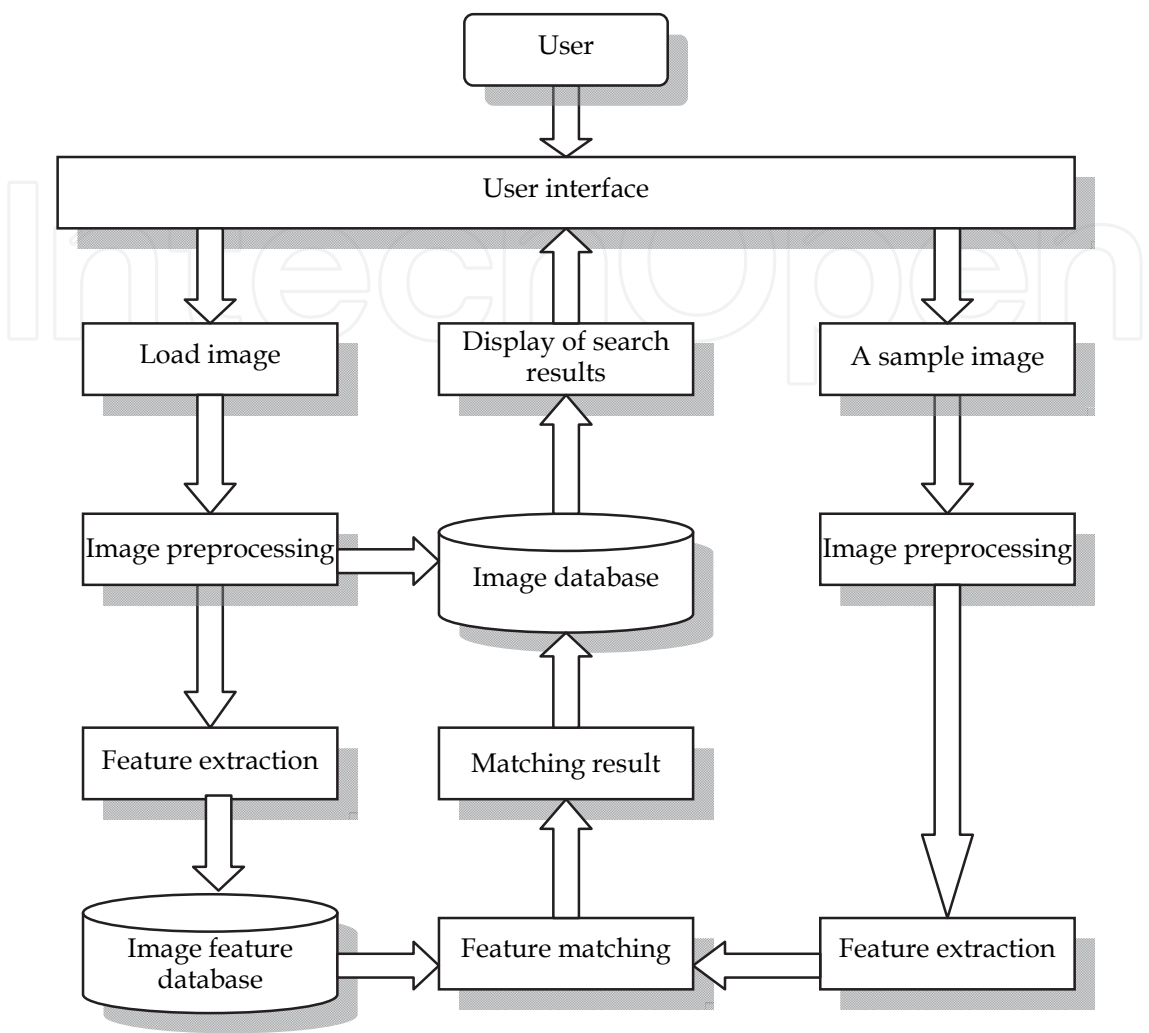 User
User interface
IntechOpen
Load image
Display of search
results
A sample image
Image preprocessing
Image database
Image preprocessing
Feature extraction
Matching result
Image feature
database
Feature matching
Feature extraction